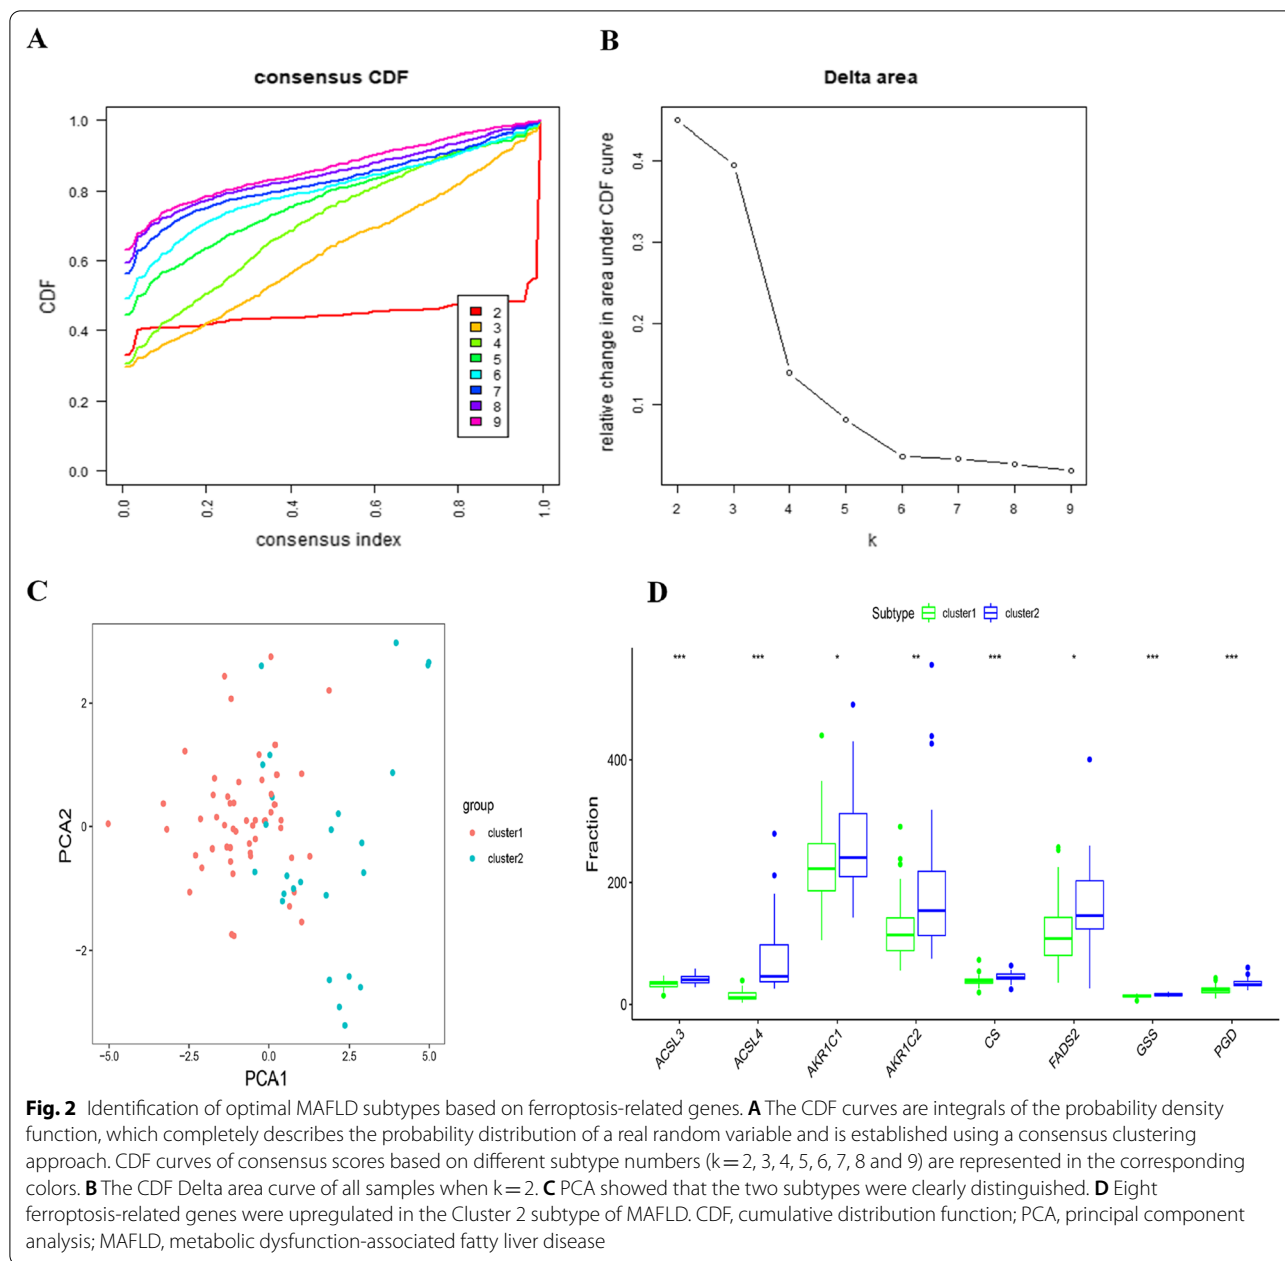 A
consensus CDF
CDF
1.0
0.8
0.6
0.4
0.2
0.0
2
3
4
5
6
7
8
9
0.0
0.2
0.4
0.6
0.8
1.0
consensus index
B
Delta area
relative change in area under CDF curve
0.4
0.3
0.2
0.1
2
3
4
5
6
7
8
9
k
C
PCA2
2
0
−2
−5.0
−2.5
0.0
2.5
5.0
PCA1
group
cluster1
cluster2
D
Subtype cluster1 cluster2
*** *** * ** *** * *** ***
Fraction
400
200
0
ACSL3
ACSL4
AKR1C1
AKR1C2
CS
FADS2
GSS
PGD
Fig. 2 Identification of optimal MAFLD subtypes based on ferroptosis-related genes. A The CDF curves are integrals of the probability density
function, which completely describes the probability distribution of a real random variable and is established using a consensus clustering
approach. CDF curves of consensus scores based on different subtype numbers (k = 2, 3, 4, 5, 6, 7, 8 and 9) are represented in the corresponding
colors. B The CDF Delta area curve of all samples when k = 2. C PCA showed that the two subtypes were clearly distinguished. D Eight
ferroptosis-related genes were upregulated in the Cluster 2 subtype of MAFLD. CDF, cumulative distribution function; PCA, principal component
analysis; MAFLD, metabolic dysfunction-associated fatty liver disease